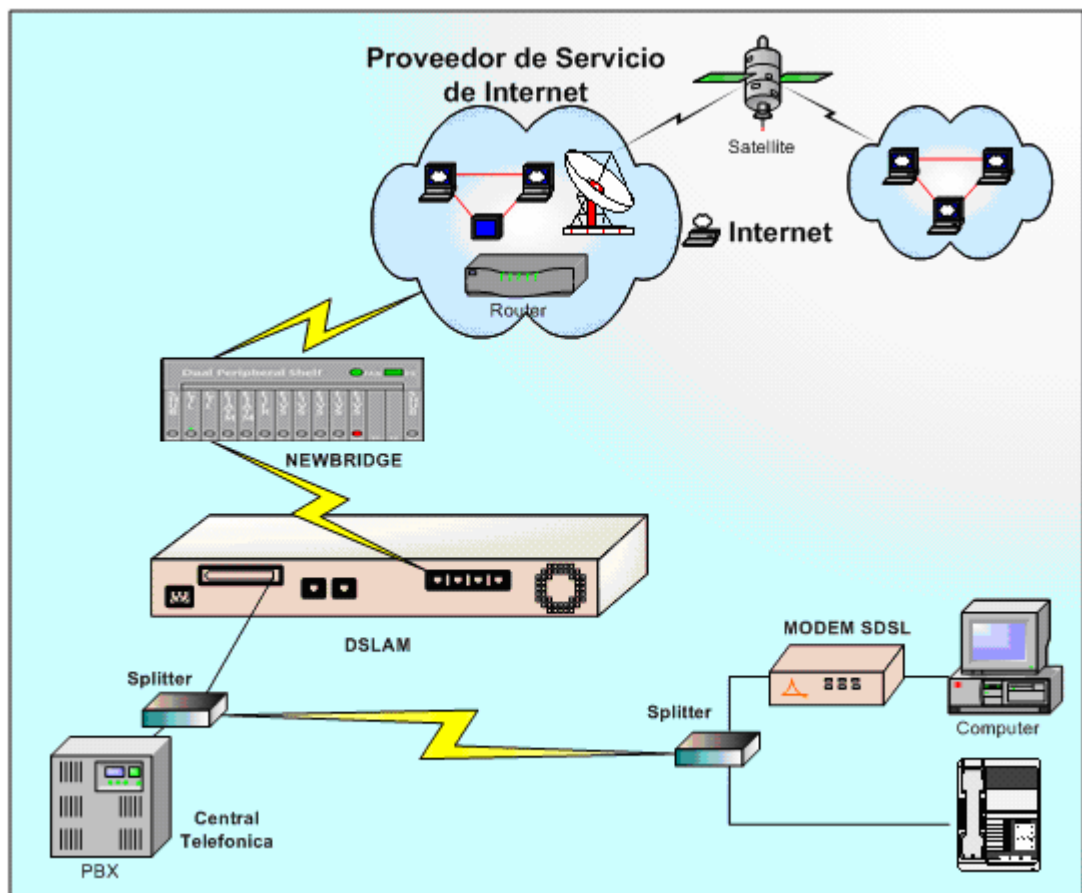 Proveedor de Servicio
de Internet
Satellite
Internet
Router
Dual Peripheral Shelf
NEWBRIDGE
DSLAM
MODEM SDSL
Splitter
Splitter
Computer
Central
Telefonica
PBX